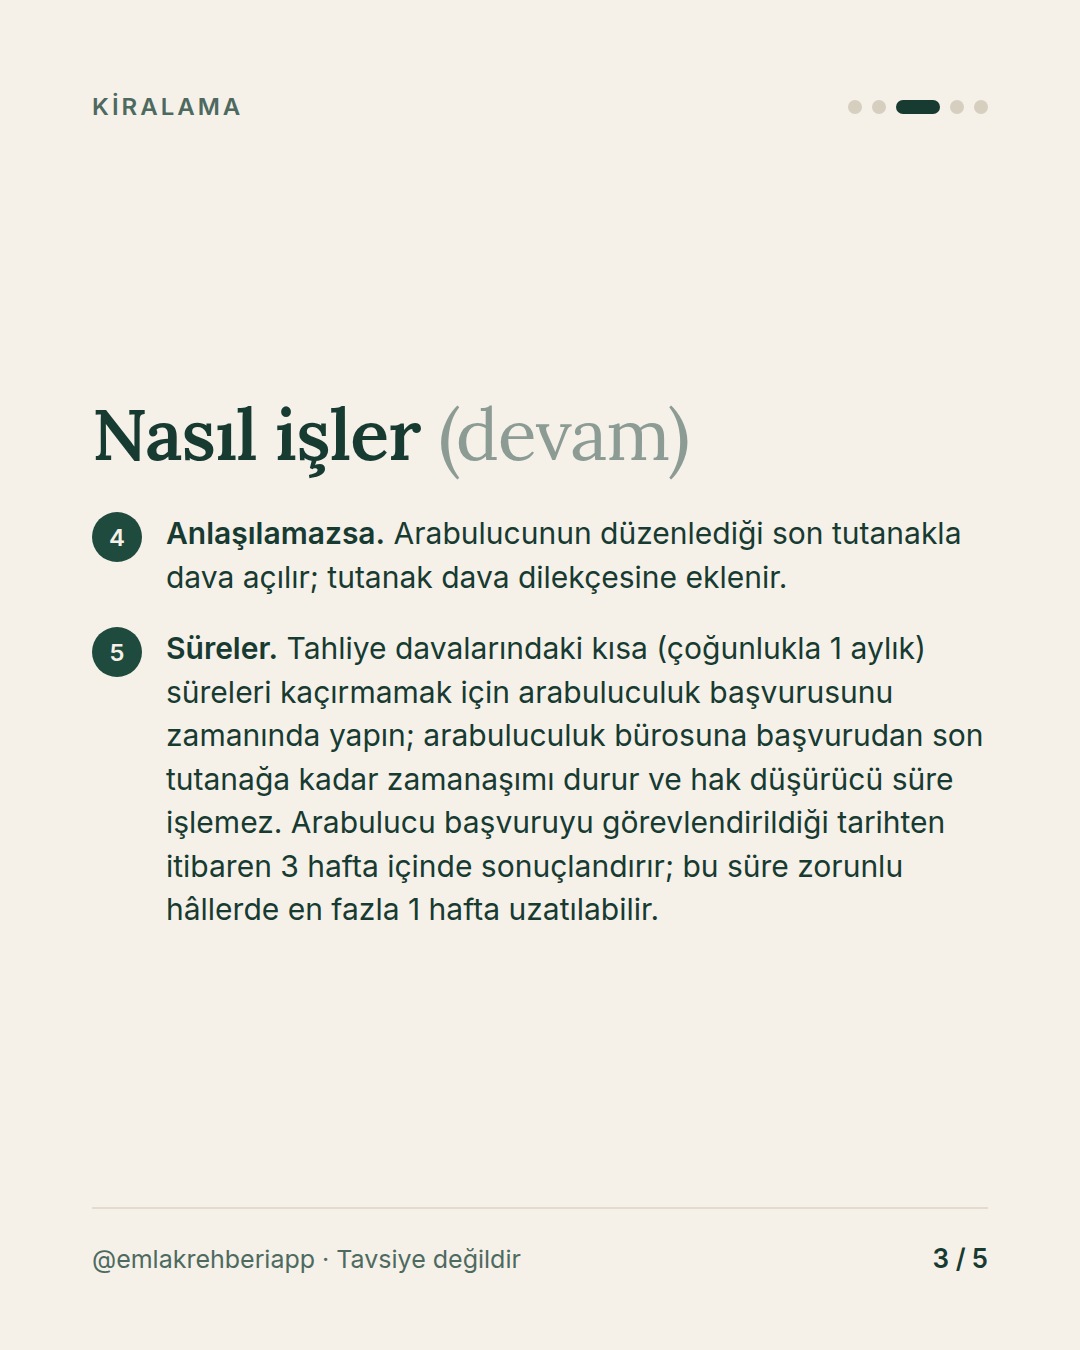 KİRALAMA
Nasıl işler (devam)
4
Anlaşılamazsa. Arabulucunun düzenlediği son tutanakla
dava açılır; tutanak dava dilekçesine eklenir.
5
Süreler. Tahliye davalarındaki kısa (çoğunlukla 1 aylık)
süreleri kaçırmamak için arabuluculuk başvurusunu
zamanında yapın; arabuluculuk bürosuna başvurudan son
tutanağa kadar zamanaşımı durur ve hak düşürücü süre
işlemez. Arabulucu başvuruyu görevlendirildiği tarihten
itibaren 3 hafta içinde sonuçlandırır; bu süre zorunlu
hâllerde en fazla 1 hafta uzatılabilir.
@emlakrehberiapp · Tavsiye değildir
3 / 5